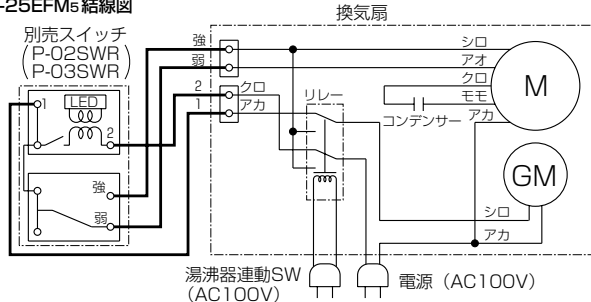 -25EFM5 結線図
換気扇
別売スイッチ
(P-02SWR
P-03SWR)
強
弱
シロ
アオ
クロ
モモ
コンデンサー
アカ
M
LED
1
2
2
1
クロ
アカ
リレー
強
弱
GM
シロ
アカ
湯沸器連動SW
(AC100V)
電源 (AC100V)